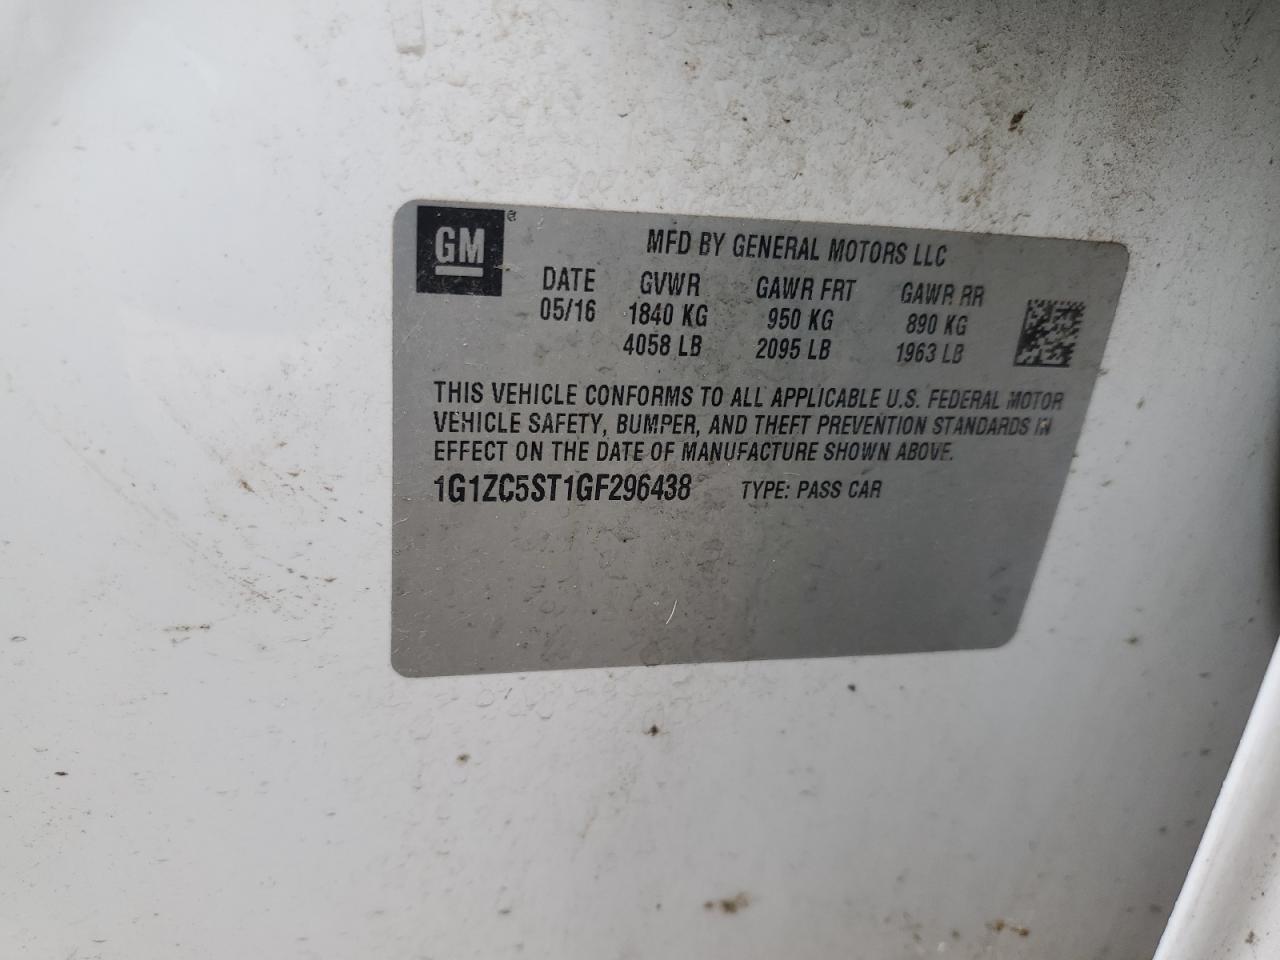 GM®
MFD BY GENERAL MOTORS LLC
DATE GVWR GAWR FRT GAWR RR
05/16 1840 KG 950 KG 890 KG
4058 LB 2095 LB 1963 LB
THIS VEHICLE CONFORMS TO ALL APPLICABLE U.S. FEDERAL MOTOR
VEHICLE SAFETY, BUMPER, AND THEFT PREVENTION STANDARDS IN
EFFECT ON THE DATE OF MANUFACTURE SHOWN ABOVE.
1G1ZC5ST1GF296438 TYPE: PASS CAR